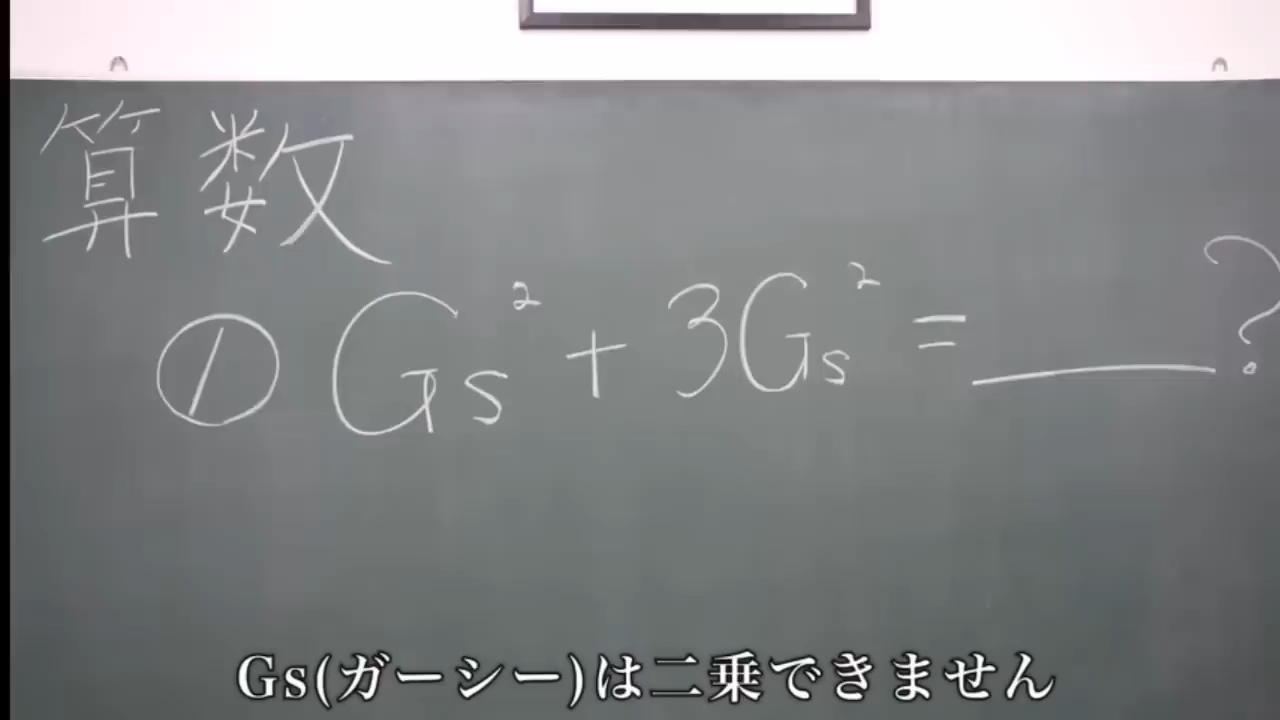 算数
① Gs² + 3Gs² = ___?
Gs(ガーシー)は二乗できません